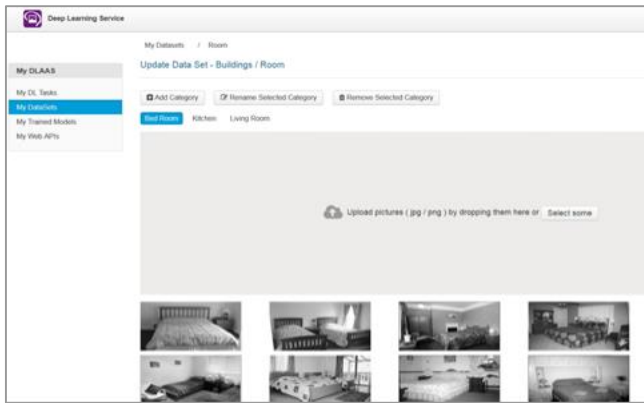 Deep Learning Service
My Datasets / Room
My DLAAS
Update Data Set - Buildings / Room
My DL Tasks
My DataSets
My Trained Models
My Web APIs
Add Category
Rename Selected Category
Remove Selected Category
Bed Room
Kitchen
Living Room
Upload pictures ( jpg / png ) by dropping them here or
Select some